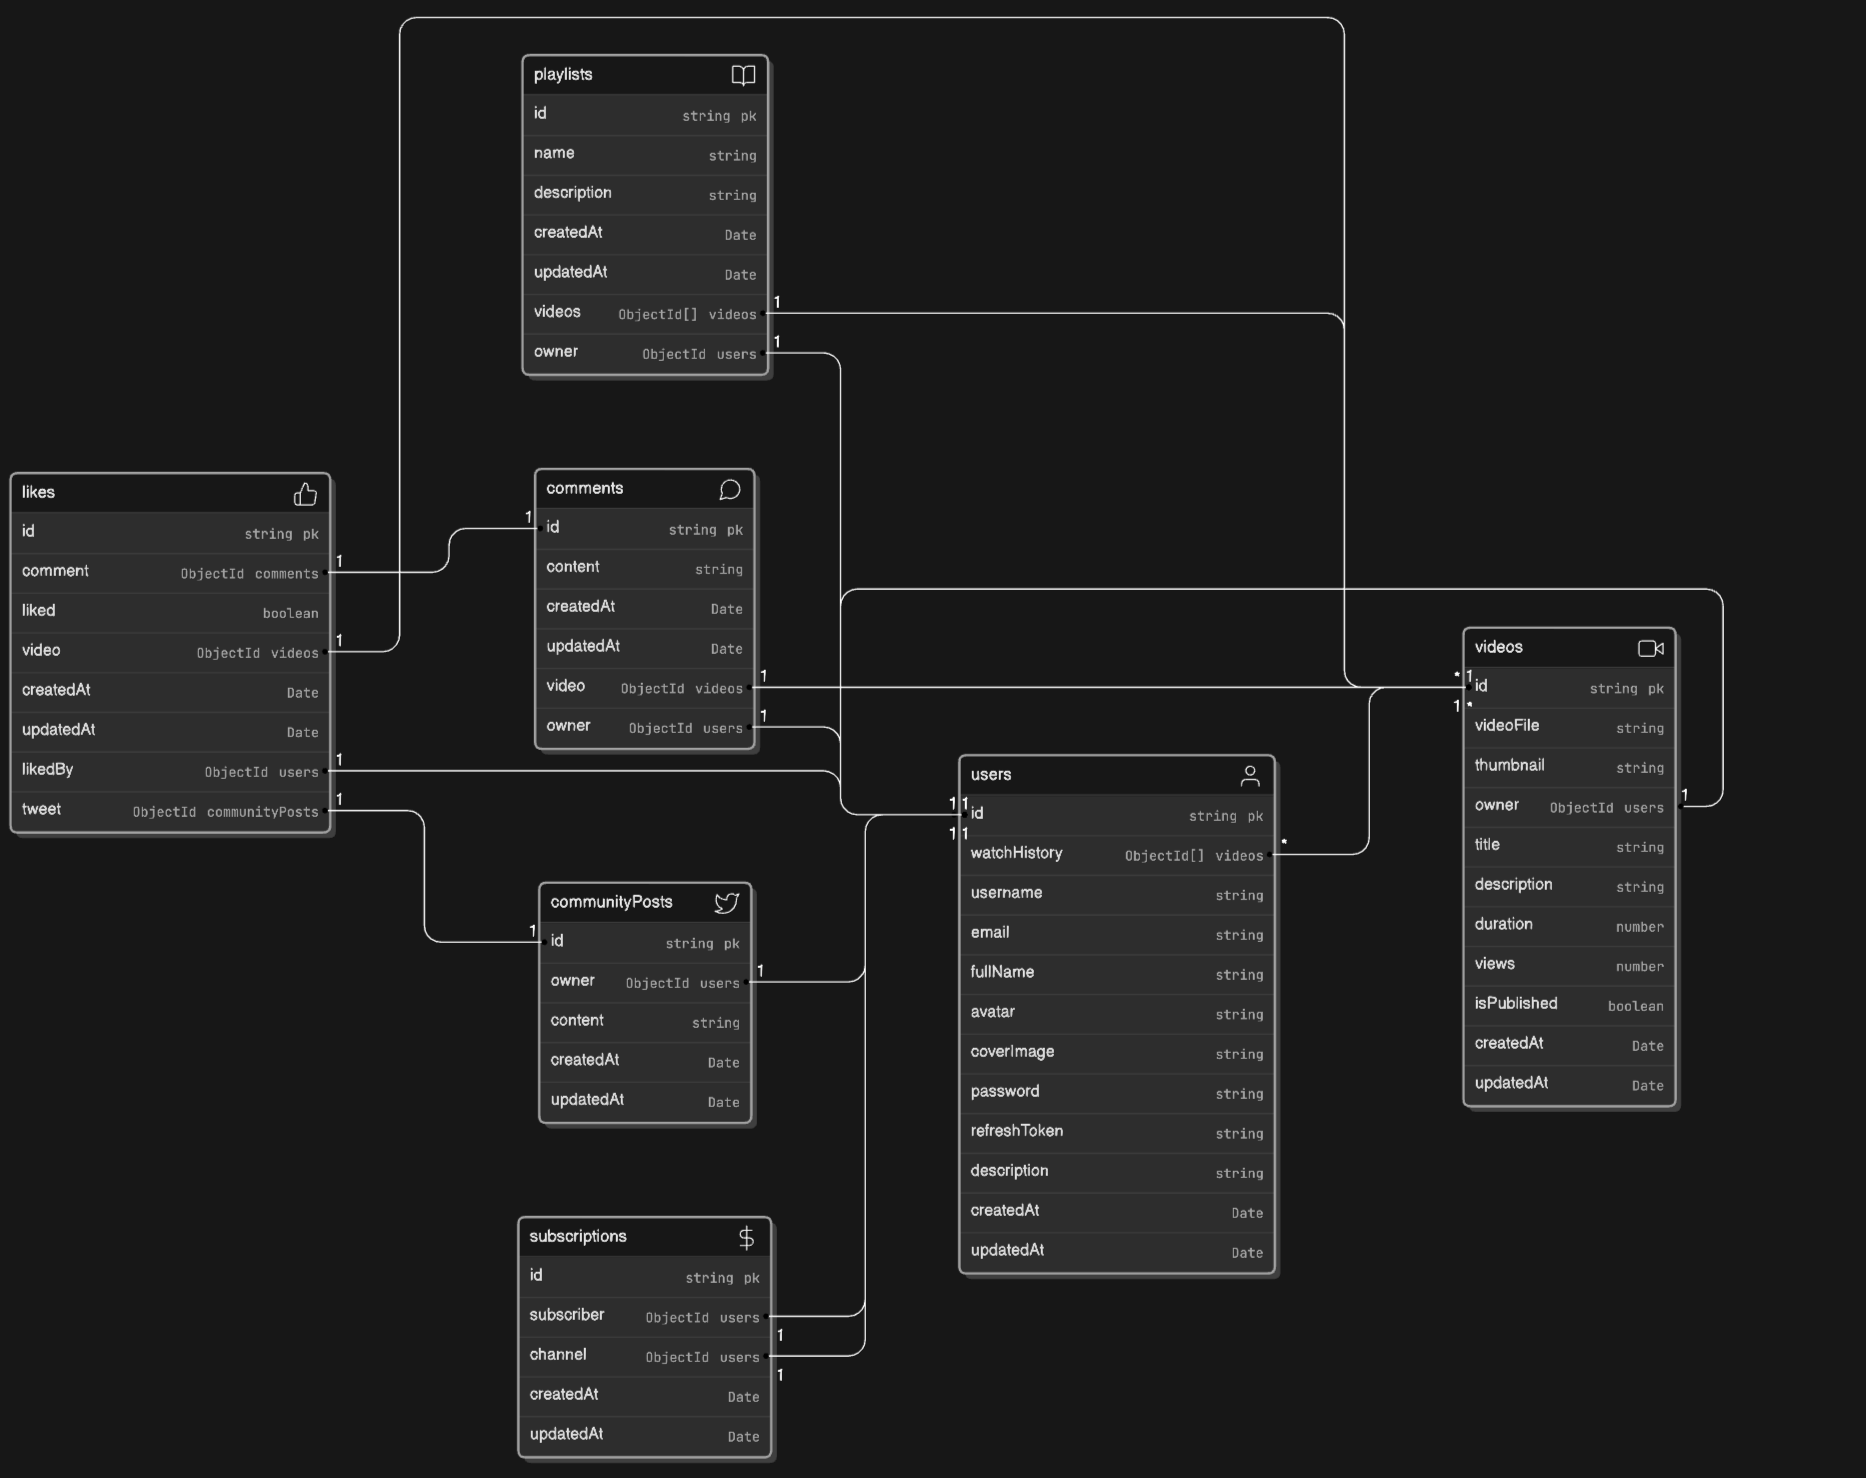 playlists
id string pk
name string
description string
createdAt Date
updatedAt Date
videos ObjectId[] videos 1
owner ObjectId users 1
likes
id string pk
comment ObjectId comments 1
liked boolean
video ObjectId videos 1
createdAt Date
updatedAt Date
likedBy ObjectId users 1
tweet ObjectId communityPosts 1
comments
1 id string pk
content string
createdAt Date
updatedAt Date
video ObjectId videos 1
owner ObjectId users 1
communityPosts
1 id string pk
owner ObjectId users 1
content string
createdAt Date
updatedAt Date
subscriptions
id string pk
subscriber ObjectId users
1
channel ObjectId users
1
createdAt Date
updatedAt Date
users
1 1
id string pk
1 1
watchHistory ObjectId[] videos *
username string
email string
fullName string
avatar string
coverImage string
password string
refreshToken string
description string
createdAt Date
updatedAt Date
videos
* 1
id string pk
1 *
videoFile string
thumbnail string
owner ObjectId users 1
title string
description string
duration number
views number
isPublished boolean
createdAt Date
updatedAt Date